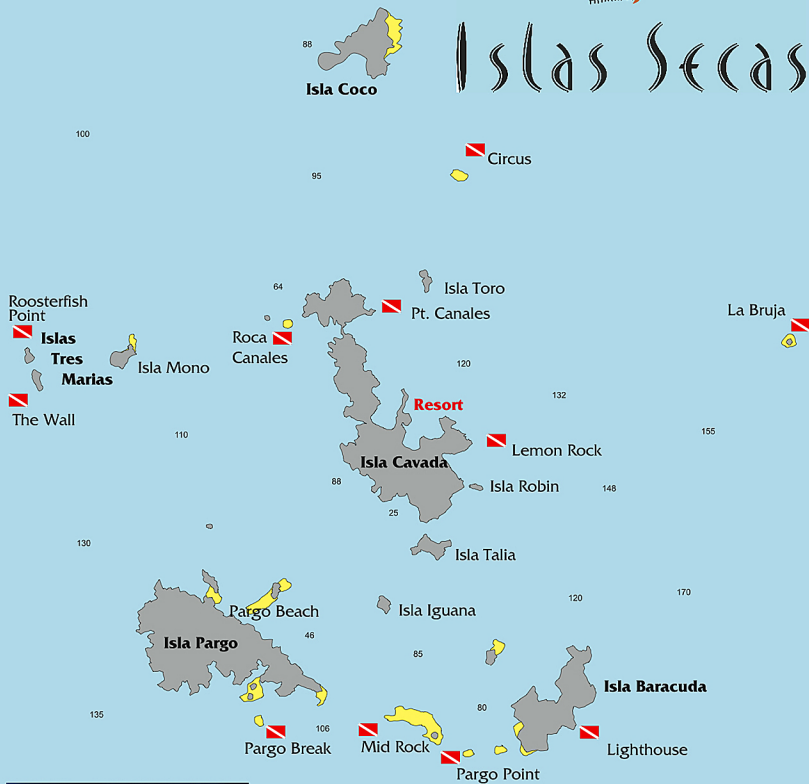 Islas Secas
88
Isla Coco
100
Circus
95
Isla Toro
64
Roosterfish
Point
Pt. Canales
La Bruja
Islas
Tres
Marias
Roca
Canales
Isla Mono
120
Resort
132
The Wall
110
155
Lemon Rock
Isla Cavada
88
Isla Robin
148
25
130
Isla Talia
170
120
Pargo Beach
Isla Iguana
46
Isla Pargo
85
Isla Baracuda
135
80
106
Pargo Break
Mid Rock
Lighthouse
Pargo Point